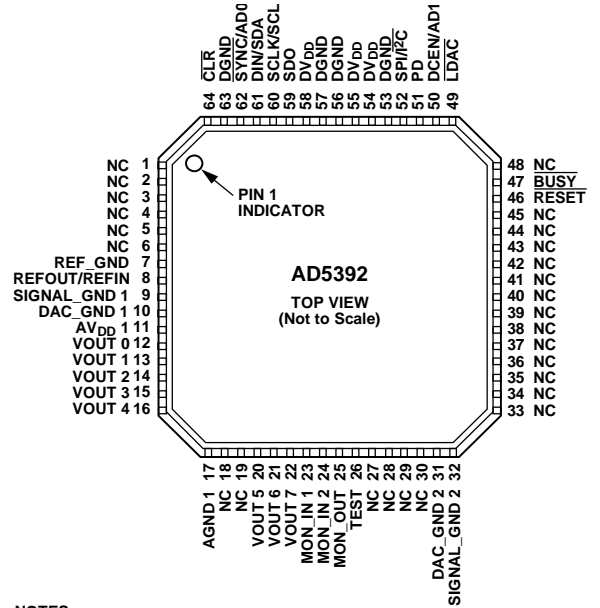 64 CLR
63 DGND
62 SYNC/AD0
61 DIN/SDA
60 SCLK/SCL
59 SDO
58 DVDD
57 DGND
56 DGND
55 DVDD
54 DVDD
53 DGND
52 SPI/I2C
51 PD
50 DCEN/AD1
49 LDAC
NC 1
NC 2
NC 3
NC 4
NC 5
NC 6
REF_GND 7
REFOUT/REFIN 8
SIGNAL_GND 1 9
DAC_GND 1 10
AVDD 1 11
VOUT 0 12
VOUT 1 13
VOUT 2 14
VOUT 3 15
VOUT 4 16
PIN 1
INDICATOR
AD5392
TOP VIEW
(Not to Scale)
48 NC
47 BUSY
46 RESET
45 NC
44 NC
43 NC
42 NC
41 NC
40 NC
39 NC
38 NC
37 NC
36 NC
35 NC
34 NC
33 NC
AGND 1 17
NC 18
NC 19
VOUT 5 20
VOUT 6 21
VOUT 7 22
MON_IN 1 23
MON_IN 2 24
MON_OUT 25
TEST 26
NC 27
NC 28
NC 29
NC 30
DAC_GND 2 31
SIGNAL_GND 2 32